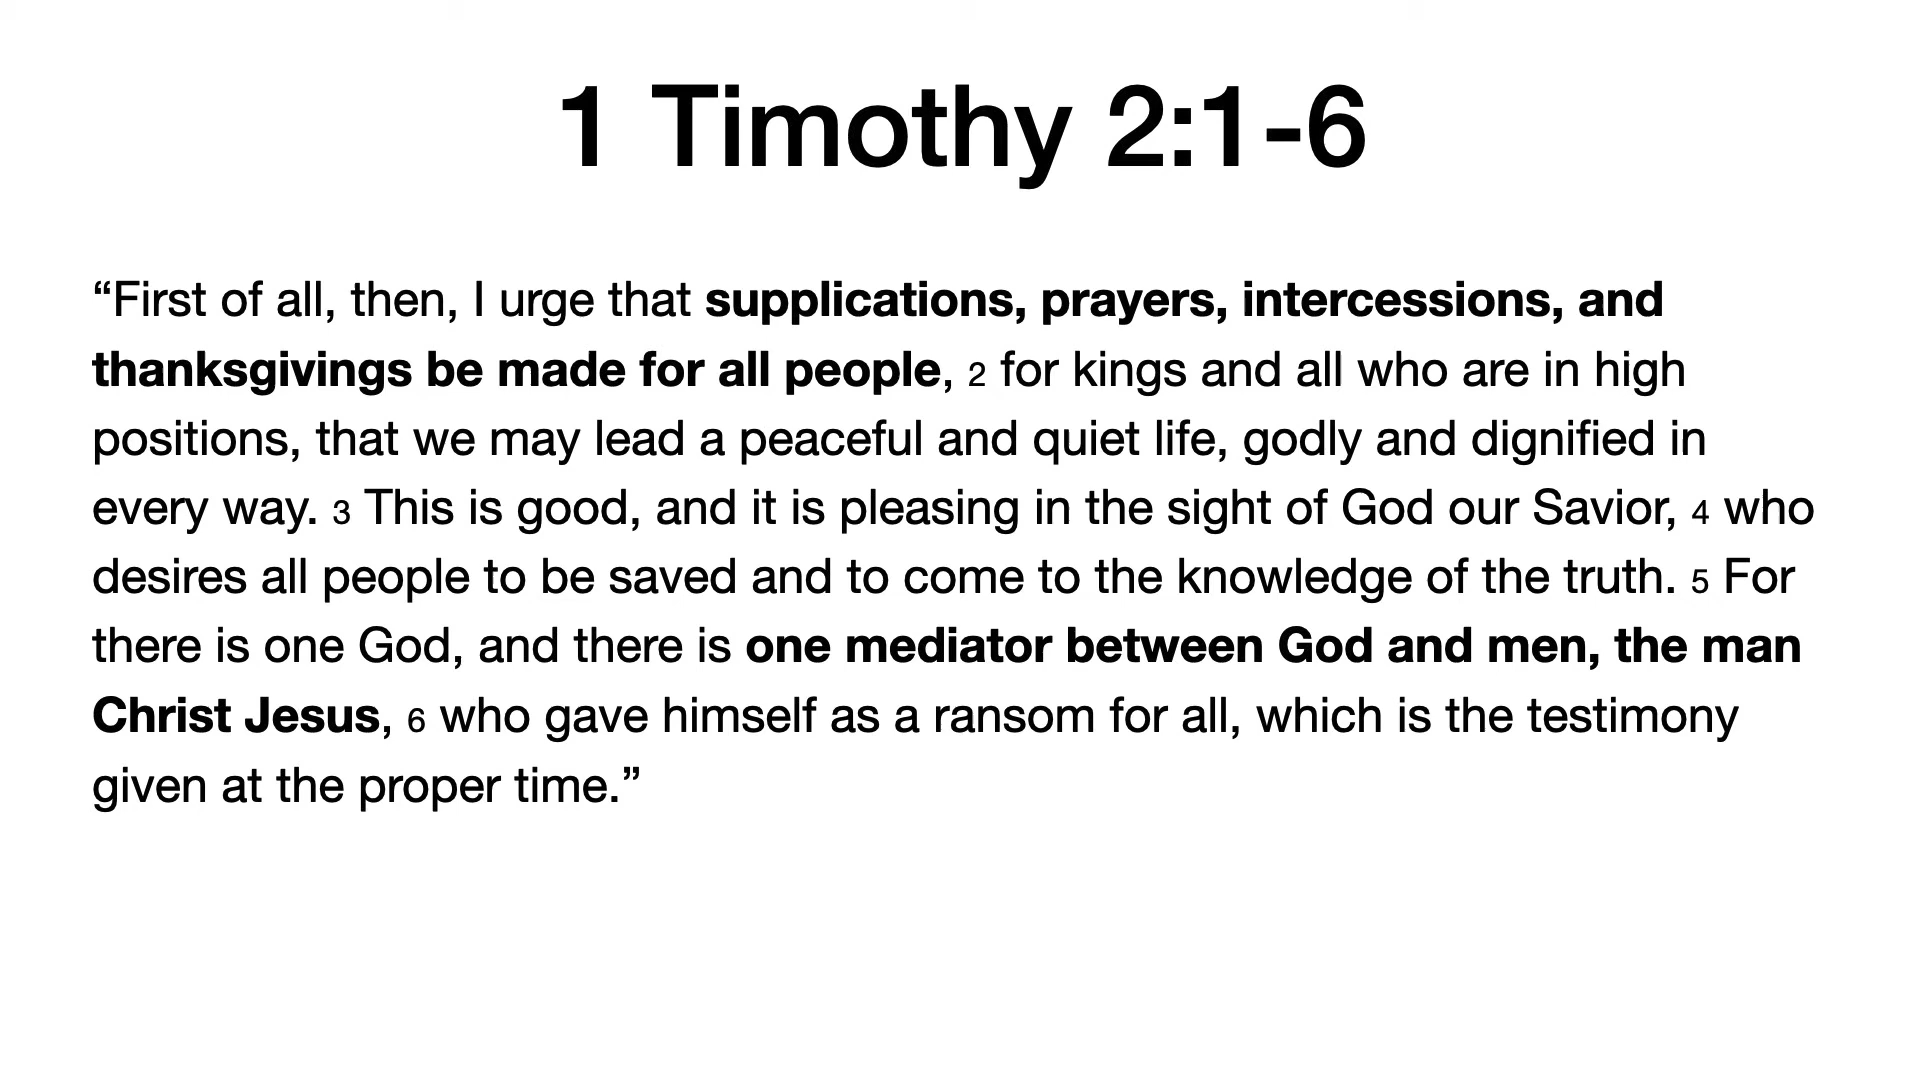 1 Timothy 2:1-6
“First of all, then, I urge that supplications, prayers, intercessions, and
thanksgivings be made for all people, 2 for kings and all who are in high
positions, that we may lead a peaceful and quiet life, godly and dignified in
every way. 3 This is good, and it is pleasing in the sight of God our Savior, 4 who
desires all people to be saved and to come to the knowledge of the truth. 5 For
there is one God, and there is one mediator between God and men, the man
Christ Jesus, 6 who gave himself as a ransom for all, which is the testimony
given at the proper time.”